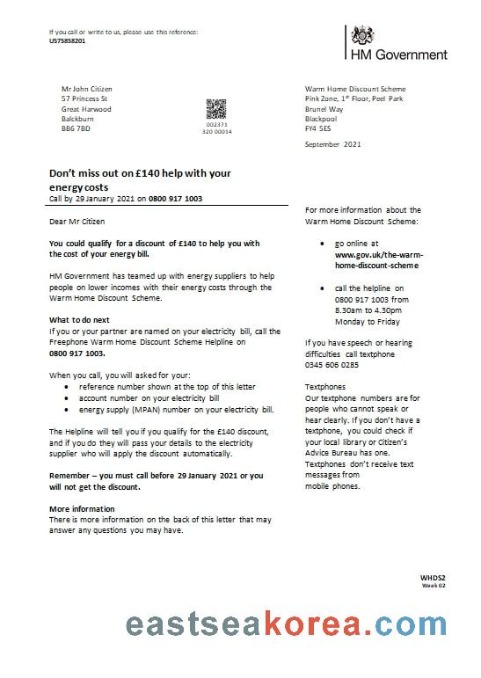 If you call or write to us, please use this reference:
U575858201
HM Government
Mr John Citizen
57 Princess St
Great Harwood
Balckburn
BB6 7BD
002371
320 00014
Warm Home Discount Scheme
Pink Zone, 1st Floor, Peel Park
Brunel Way
Blackpool
FY4 5ES
September 2021
Don't miss out on £140 help with your
energy costs
Call by 29 January 2021 on 0800 917 1003
Dear Mr Citizen
You could qualify for a discount of £140 to help you with
the cost of your energy bill.
HM Government has teamed up with energy suppliers to help
people on lower incomes with their energy costs through the
Warm Home Discount Scheme.
What to do next
If you or your partner are named on your electricity bill, call the
Freephone Warm Home Discount Scheme Helpline on
0800 917 1003.
When you call, you will asked for your:
• reference number shown at the top of this letter
• account number on your electricity bill
• energy supply (MPAN) number on your electricity bill.
The Helpline will tell you if you qualify for the £140 discount,
and if you do they will pass your details to the electricity
supplier who will apply the discount automatically.
Remember – you must call before 29 January 2021 or you
will not get the discount.
More information
There is more information on the back of this letter that may
answer any questions you may have.
For more information about the
Warm Home Discount Scheme:
• go online at
www.gov.uk/the-warm-
home-discount-scheme
• call the helpline on
0800 917 1003 from
8.30am to 4.30pm
Monday to Friday
If you have speech or hearing
difficulties call textphone
0345 606 0285
Textphones
Our textphone numbers are for
people who cannot speak or
hear clearly. If you don't have a
textphone, you could check if
your local library or Citizen's
Advice Bureau has one.
Textphones don't receive text
messages from
mobile phones.
WHDS2
Week 02
eastseakorea.com